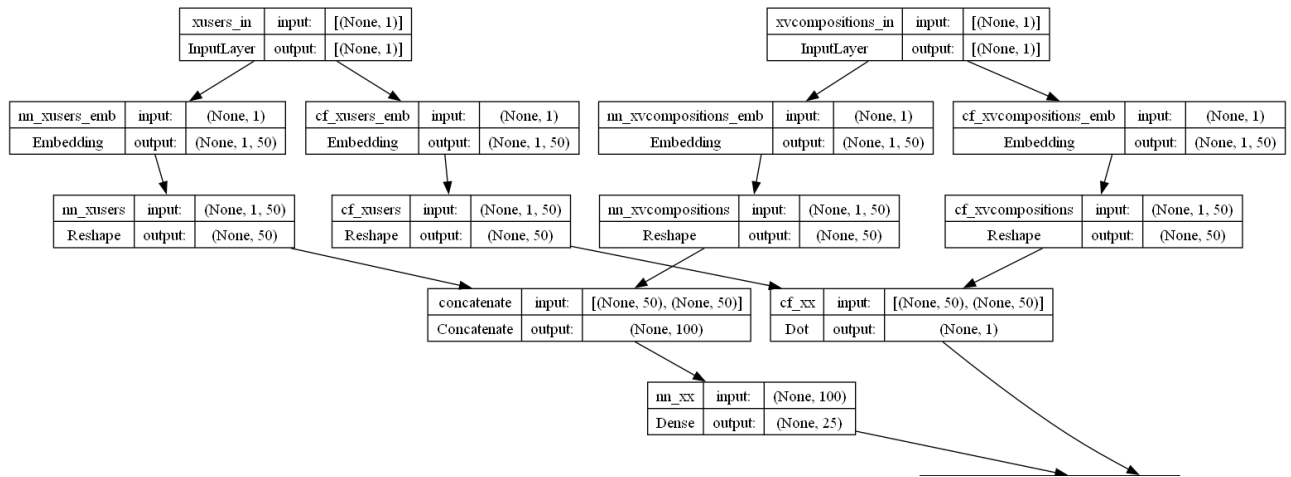 xusers_in input: [(None, 1)]
InputLayer output: [(None, 1)]
xvcompositions_in input: [(None, 1)]
InputLayer output: [(None, 1)]
nn_xusers_emb input: (None, 1)
Embedding output: (None, 1, 50)
cf_xusers_emb input: (None, 1)
Embedding output: (None, 1, 50)
nn_xvcompositions_emb input: (None, 1)
Embedding output: (None, 1, 50)
cf_xvcompositions_emb input: (None, 1)
Embedding output: (None, 1, 50)
nn_xusers input: (None, 1, 50)
Reshape output: (None, 50)
cf_xusers input: (None, 1, 50)
Reshape output: (None, 50)
nn_xvcompositions input: (None, 1, 50)
Reshape output: (None, 50)
cf_xvcompositions input: (None, 1, 50)
Reshape output: (None, 50)
concatenate input: [(None, 50), (None, 50)]
Concatenate output: (None, 100)
cf_xx input: [(None, 50), (None, 50)]
Dot output: (None, 1)
nn_xx input: (None, 100)
Dense output: (None, 25)